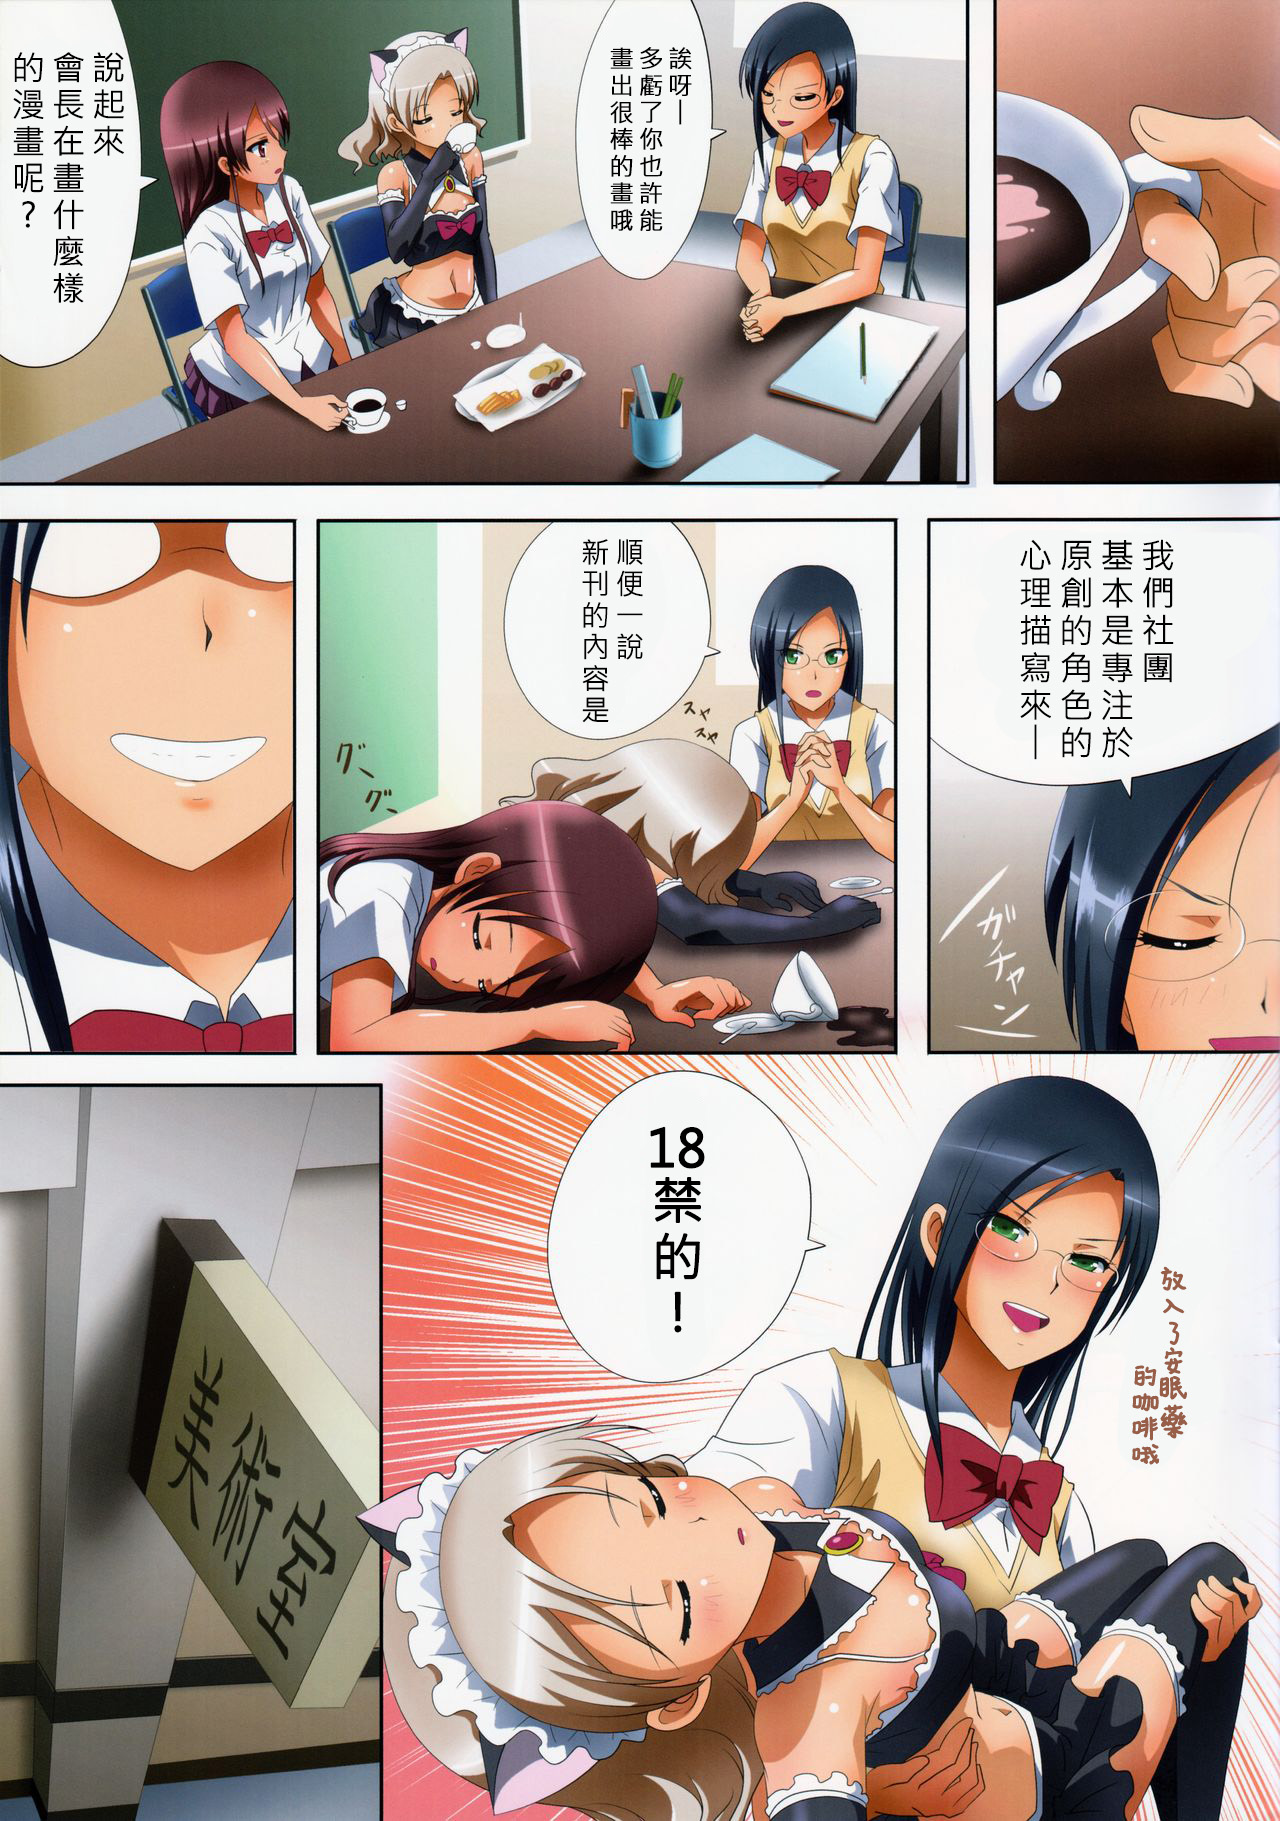 誒呀—
多虧了你也許能
畫出很棒的畫哦
說起來
會長在畫什麼樣
的漫畫呢？
我們社團
基本是專注於
原創的角色的
心理描寫來—
ガチャン
順便一說
新刊的內容是
スヤ
スヤ
グ、
グ、
18
禁的！
放入了安眠藥
的咖啡哦
美術室